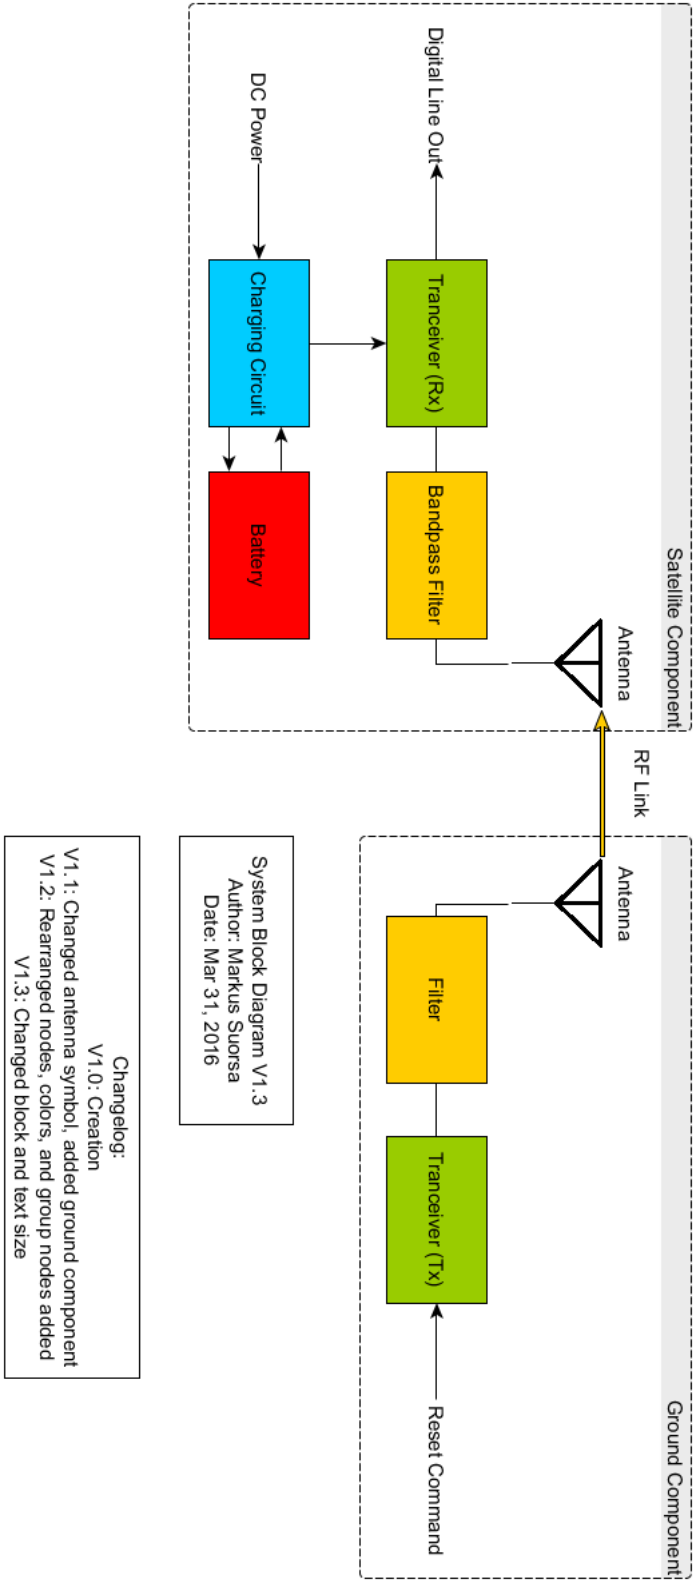 Satellite Component
Ground Component
Antenna
RF Link
Antenna
Digital Line Out
Tranceiver (Rx)
Bandpass Filter
Filter
Tranceiver (Tx)
Reset Command
DC Power
Charging Circuit
Battery
System Block Diagram V1.3
Author: Markus Suorsa
Date: Mar 31, 2016
Changelog:
V1.0: Creation
V1.1: Changed antenna symbol, added ground component
V1.2: Rearranged nodes, colors, and group nodes added
V1.3: Changed block and text size